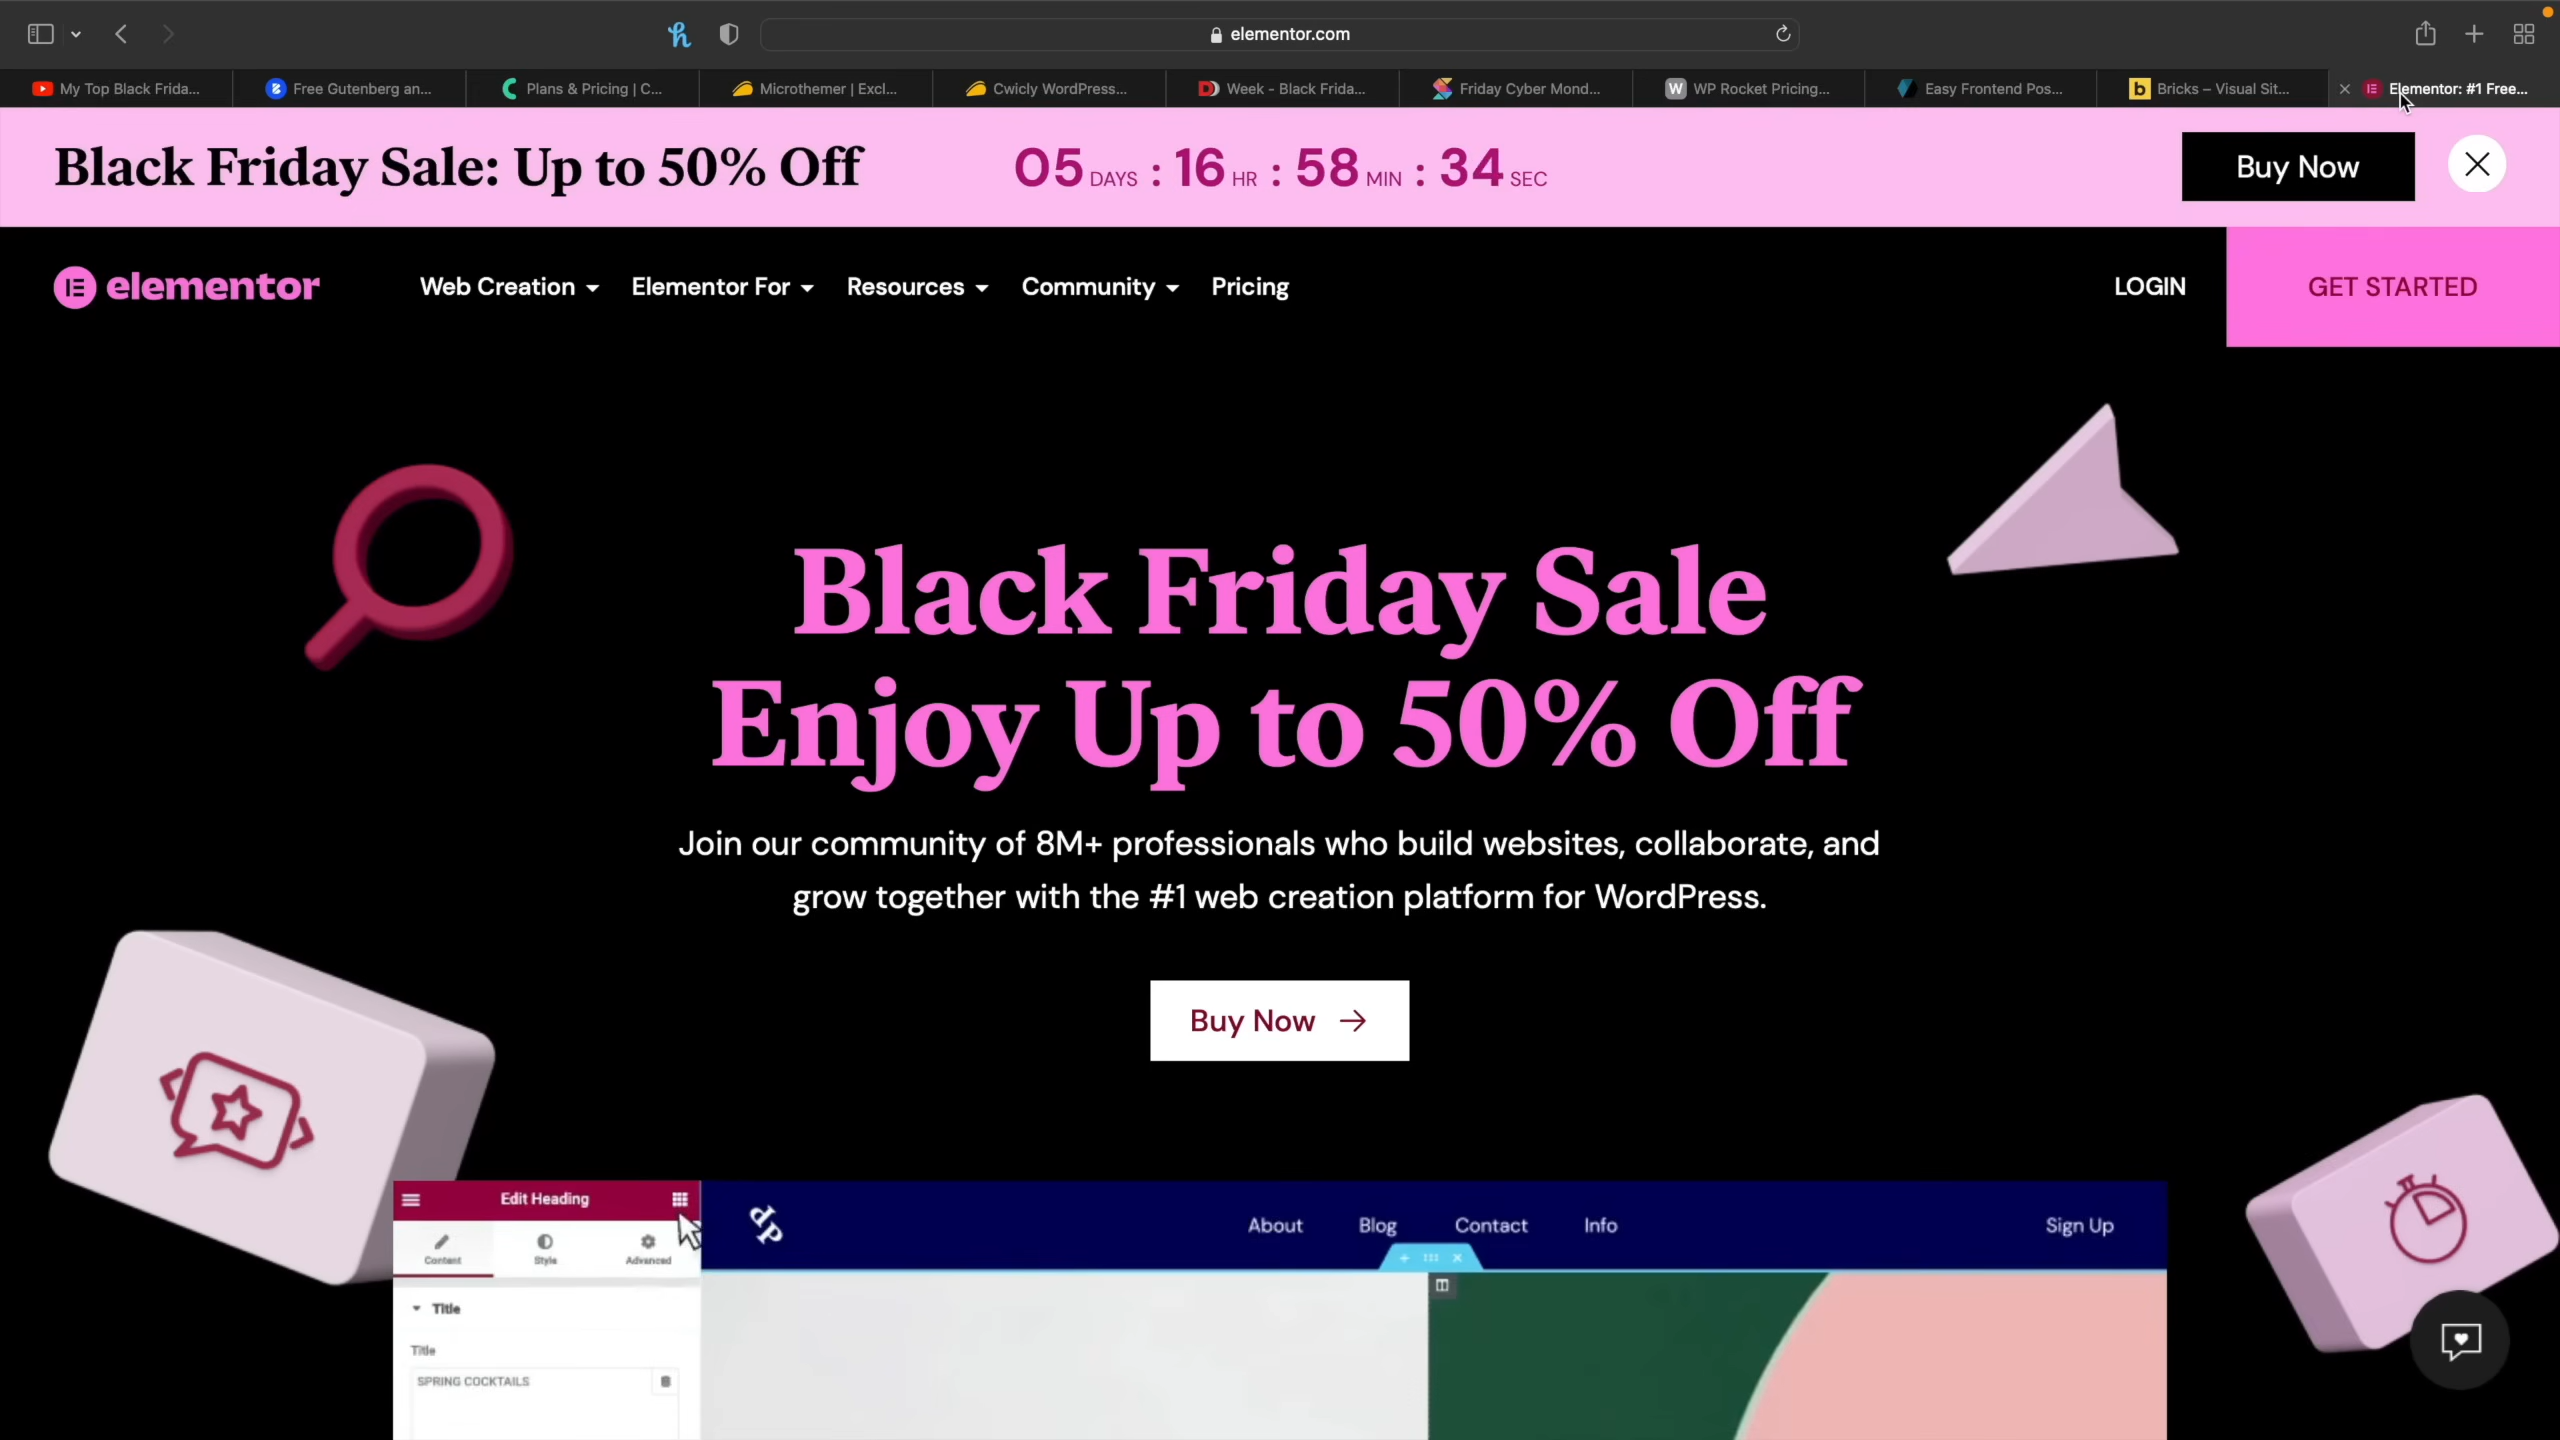 elementor.com
My Top Black Frida...
Free Gutenberg an...
Plans & Pricing | C...
Microthemer | Excl...
Cwicly WordPress...
Week - Black Frida...
Friday Cyber Mond...
WP Rocket Pricing...
Easy Frontend Pos...
Bricks – Visual Sit...
Elementor: #1 Free...
Black Friday Sale: Up to 50% Off
05 DAYS : 16 HR : 58 MIN : 34 SEC
Buy Now
elementor
Web Creation
Elementor For
Resources
Community
Pricing
LOGIN
GET STARTED
Black Friday Sale
Enjoy Up to 50% Off
Join our community of 8M+ professionals who build websites, collaborate, and
grow together with the #1 web creation platform for WordPress.
Buy Now
Edit Heading
Content
Style
Advanced
Title
Title
SPRING COCKTAILS
dp
About
Blog
Contact
Info
Sign Up